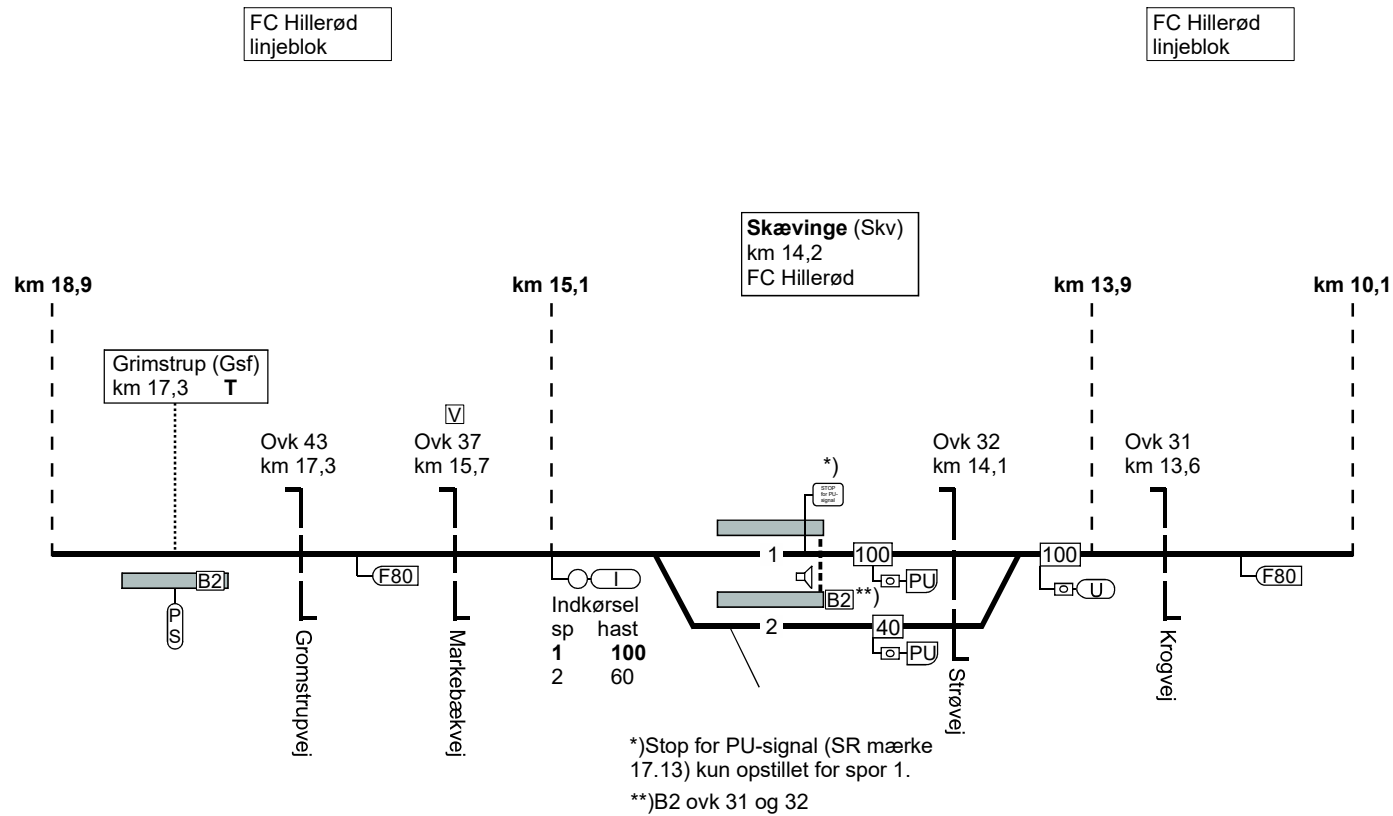 FC Hillerød
linjeblok
FC Hillerød
linjeblok
Skævinge (Skv)
km 14,2
FC Hillerød
km 18,9
km 15,1
km 13,9
km 10,1
Grimstrup (Gsf)
km 17,3 T
V
Ovk 43
km 17,3
Ovk 37
km 15,7
Ovk 32
km 14,1
Ovk 31
km 13,6
*)
STOP
for PU-
signal
1
100
100
B2
F80
I
PU
U
F80
P
S
Indkørsel
sp hast
1 100
2 60
B2
**)
2
40
PU
Gromstrupvej
Markebækvej
Strøvej
Krogvej
*)Stop for PU-signal (SR mærke
17.13) kun opstillet for spor 1.
**)B2 ovk 31 og 32